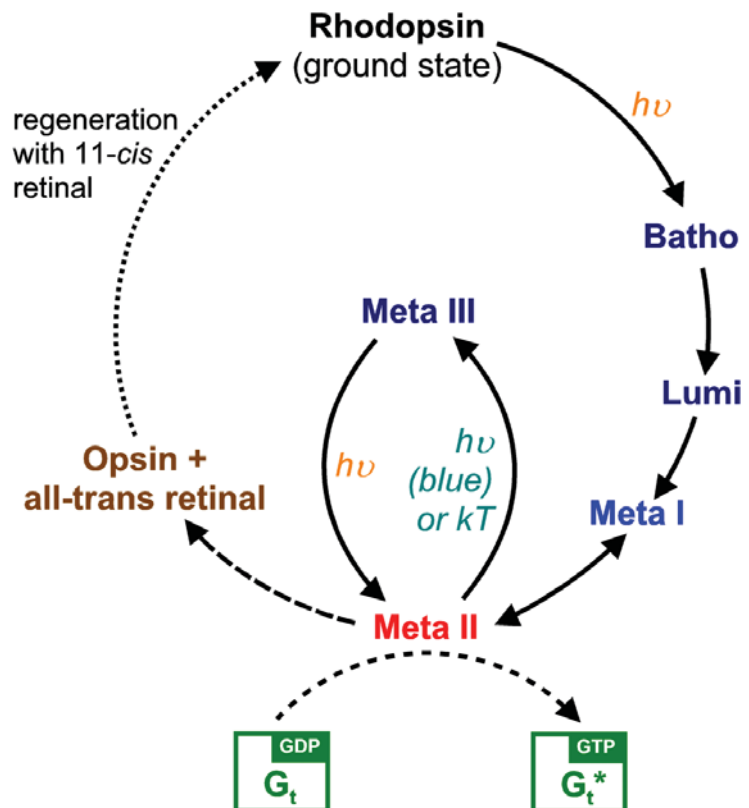 Rhodopsin
(ground state)
hυ
regeneration
with 11-cis
retinal
Batho
Meta III
Lumi
Opsin +
all-trans retinal
hυ
hυ
(blue)
or kT
Meta I
Meta II
GDP
Gt
GTP
Gt*